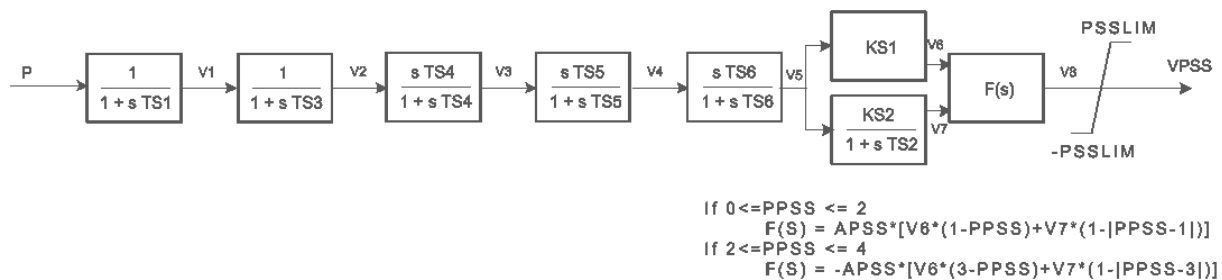 PSSLIM
P
1
1 + s TS1
V1
1
1 + s TS3
V2
s TS4
1 + s TS4
V3
s TS5
1 + s TS5
V4
s TS6
1 + s TS6
V5
KS1
V6
KS2
1 + s TS2
V7
F(s)
V8
VPSS
-PSSLIM
If 0<=PPSS <= 2
F(S) = APSS*[V6*(1-PPSS)+V7*(1-|PPSS-1|)]
If 2<=PPSS <= 4
F(S) = -APSS*[V6*(3-PPSS)+V7*(1-|PPSS-3|)]